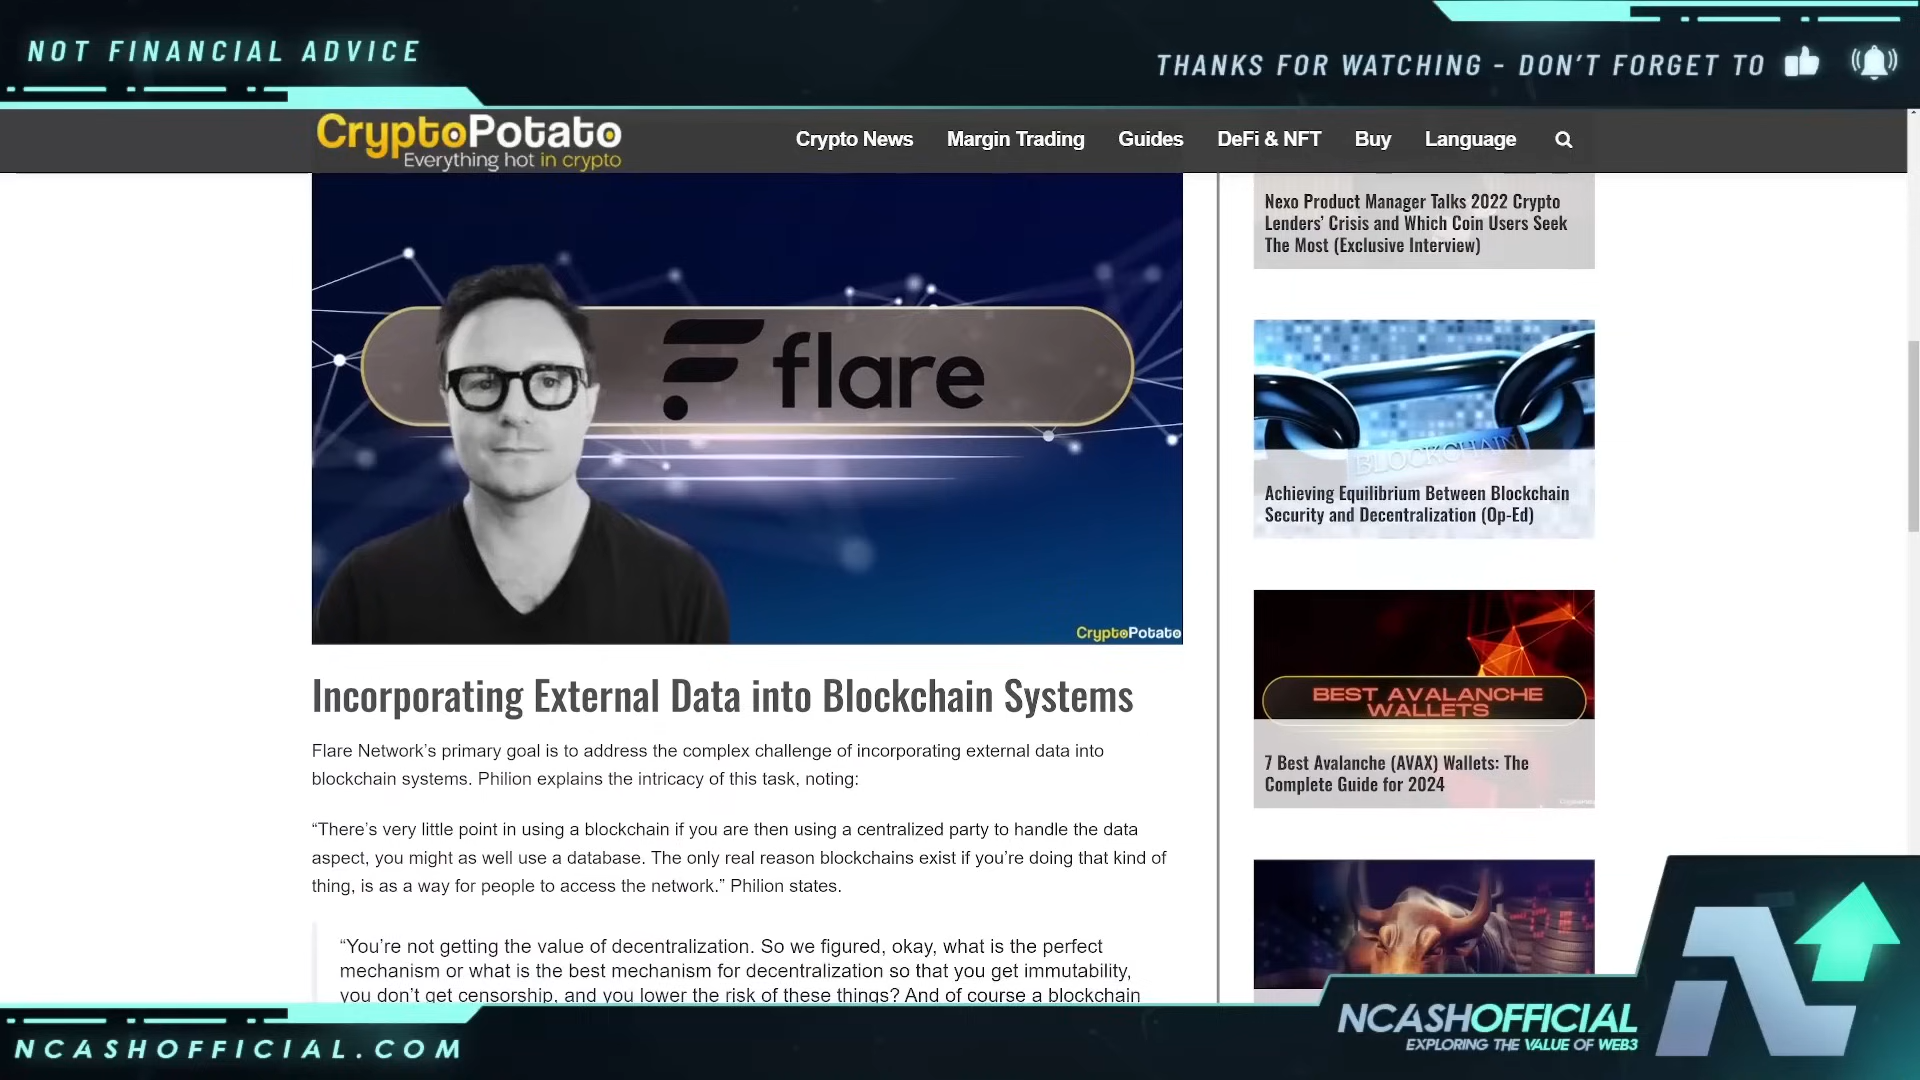 NOT FINANCIAL ADVICE
THANKS FOR WATCHING - DON'T FORGET TO
CryptoPotato
Everything hot in crypto
Crypto News Margin Trading Guides DeFi & NFT Buy Language
flare
CryptoPotato
Incorporating External Data into Blockchain Systems
Flare Network’s primary goal is to address the complex challenge of incorporating external data into
blockchain systems. Philion explains the intricacy of this task, noting:
“There’s very little point in using a blockchain if you are then using a centralized party to handle the data
aspect, you might as well use a database. The only real reason blockchains exist if you’re doing that kind of
thing, is as a way for people to access the network.” Philion states.
“You’re not getting the value of decentralization. So we figured, okay, what is the perfect
mechanism or what is the best mechanism for decentralization so that you get immutability,
you don’t get censorship, and you lower the risk of these things? And of course a blockchain
Nexo Product Manager Talks 2022 Crypto
Lenders’ Crisis and Which Coin Users Seek
The Most (Exclusive Interview)
BLOCKCHAIN
Achieving Equilibrium Between Blockchain
Security and Decentralization (Op-Ed)
BEST AVALANCHE
WALLETS
7 Best Avalanche (AVAX) Wallets: The
Complete Guide for 2024
NCASHOFFICIAL.COM
NCASHOFFICIAL
EXPLORING THE VALUE OF WEB3